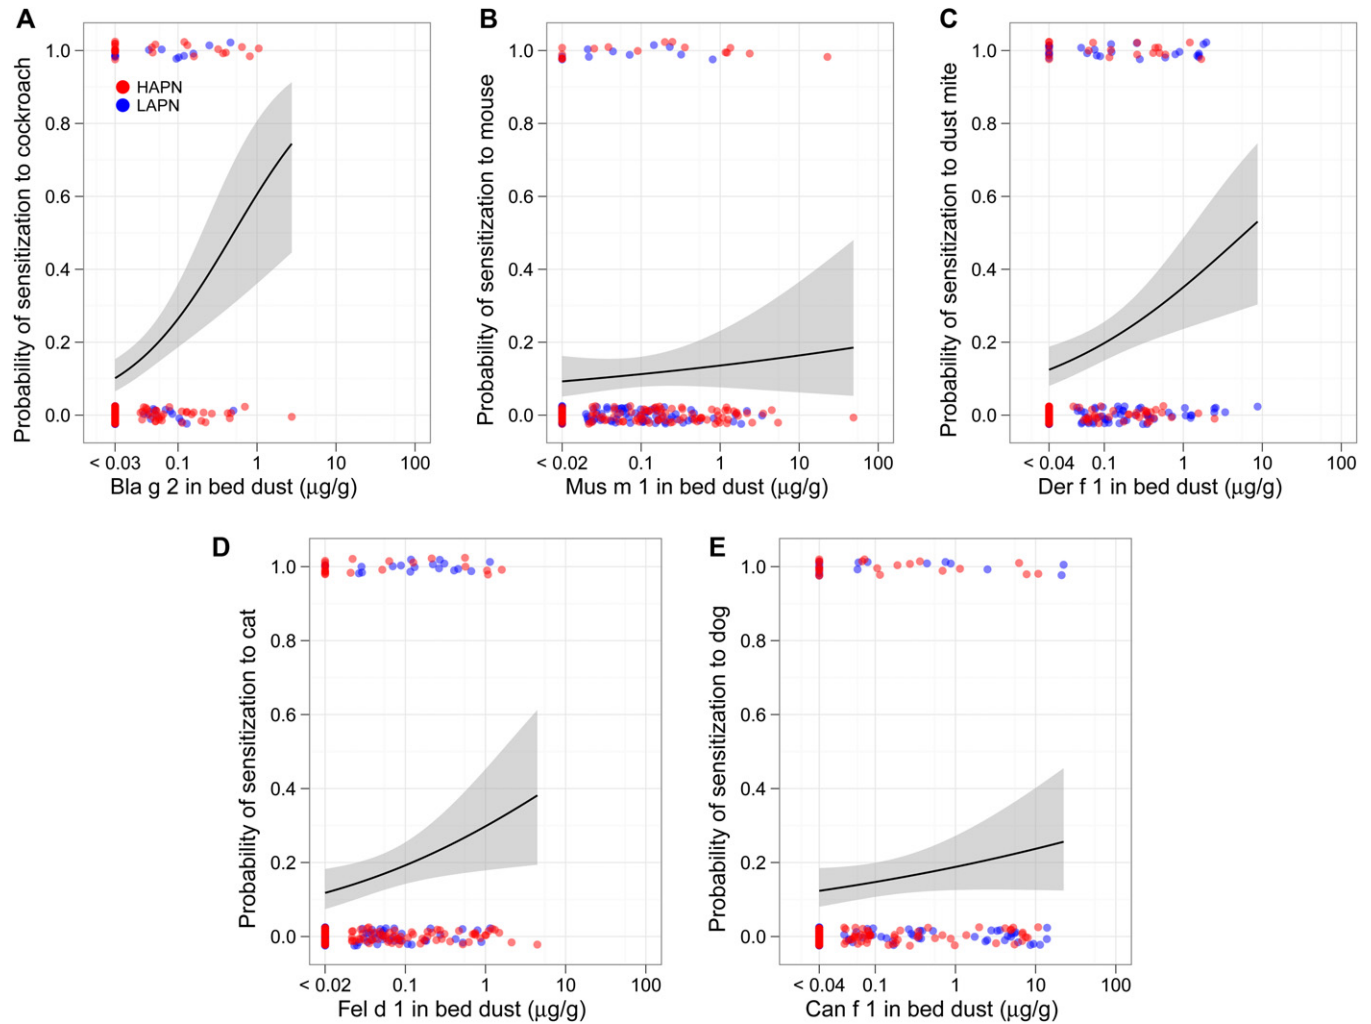 A
Probability of sensitization to cockroach
1.0
0.8
0.6
0.4
0.2
0.0
HAPN
LAPN
< 0.03 0.1 1 10 100
Bla g 2 in bed dust (μg/g)
B
Probability of sensitization to mouse
1.0
0.8
0.6
0.4
0.2
0.0
< 0.02 0.1 1 10 100
Mus m 1 in bed dust (μg/g)
C
Probability of sensitization to dust mite
1.0
0.8
0.6
0.4
0.2
0.0
< 0.04 0.1 1 10 100
Der f 1 in bed dust (μg/g)
D
Probability of sensitization to cat
1.0
0.8
0.6
0.4
0.2
0.0
< 0.02 0.1 1 10 100
Fel d 1 in bed dust (μg/g)
E
Probability of sensitization to dog
1.0
0.8
0.6
0.4
0.2
0.0
< 0.04 0.1 1 10 100
Can f 1 in bed dust (μg/g)